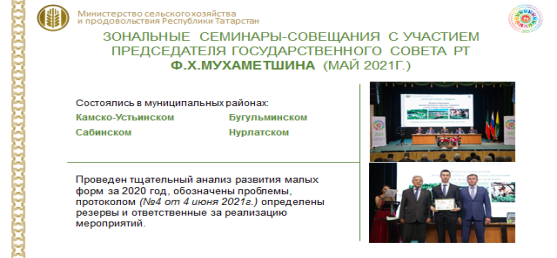 Министерство сельского хозяйства
и продовольствия Республики Татарстан
ЗОНАЛЬНЫЕ СЕМИНАРЫ-СОВЕЩАНИЯ С УЧАСТИЕМ
ПРЕДСЕДАТЕЛЯ ГОСУДАРСТВЕННОГО СОВЕТА РТ
Ф.Х.МУХАМЕТШИНА (МАЙ 2021Г.)
Состоялись в муниципальных районах:
Камско-Устьинском Бугульминском
Сабинском Нурлатском
Проведен тщательный анализ развития малых
форм за 2020 год, обозначены проблемы,
протоколом (№4 от 4 июня 2021г.) определены
резервы и ответственные за реализацию
мероприятий.